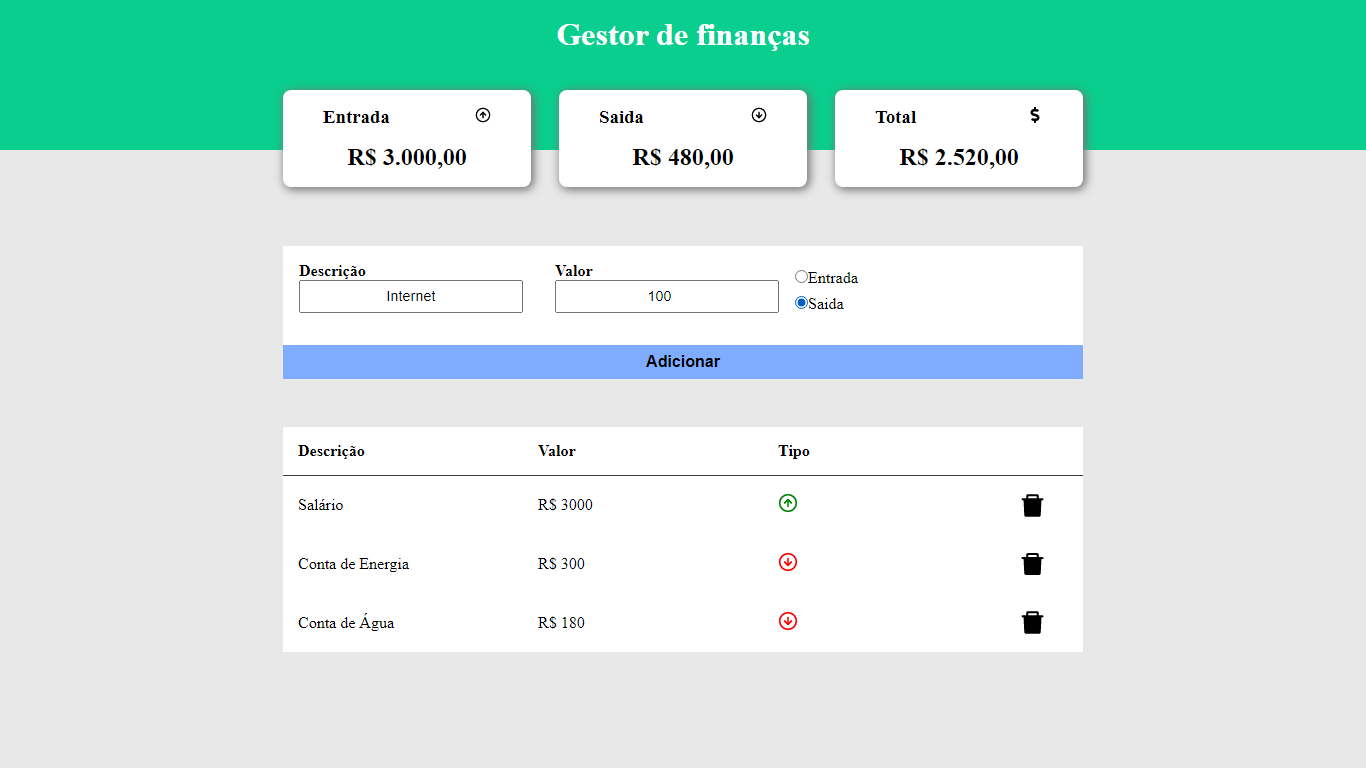 Gestor de finanças
Entrada
R$ 3.000,00
Saida
R$ 480,00
Total
R$ 2.520,00
Descrição
Internet
Valor
100
Entrada
Saida
Adicionar
Descrição Valor Tipo
Salário R$ 3000
Conta de Energia R$ 300
Conta de Água R$ 180